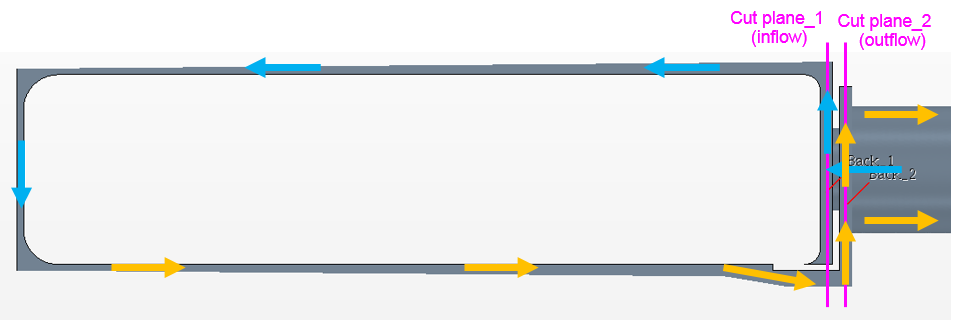 Cut plane_1
(inflow)
Cut plane_2
(outflow)
Back_1
Back_2